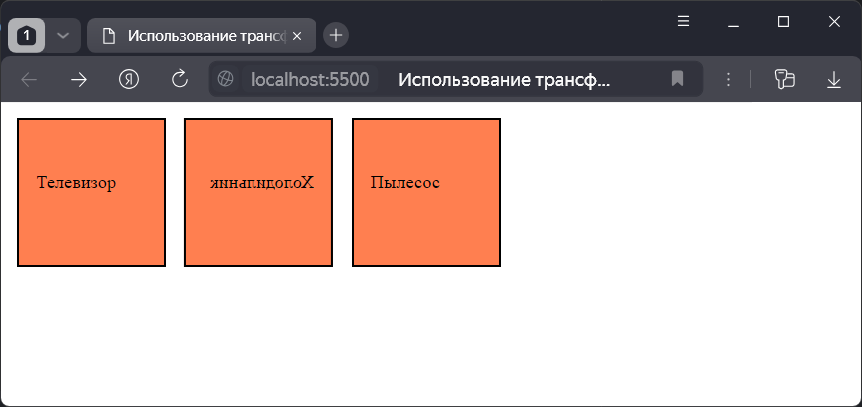 1 Использование трансф
Я localhost:5500 Использование трансф...
Телевизор Холодильник Пылесос